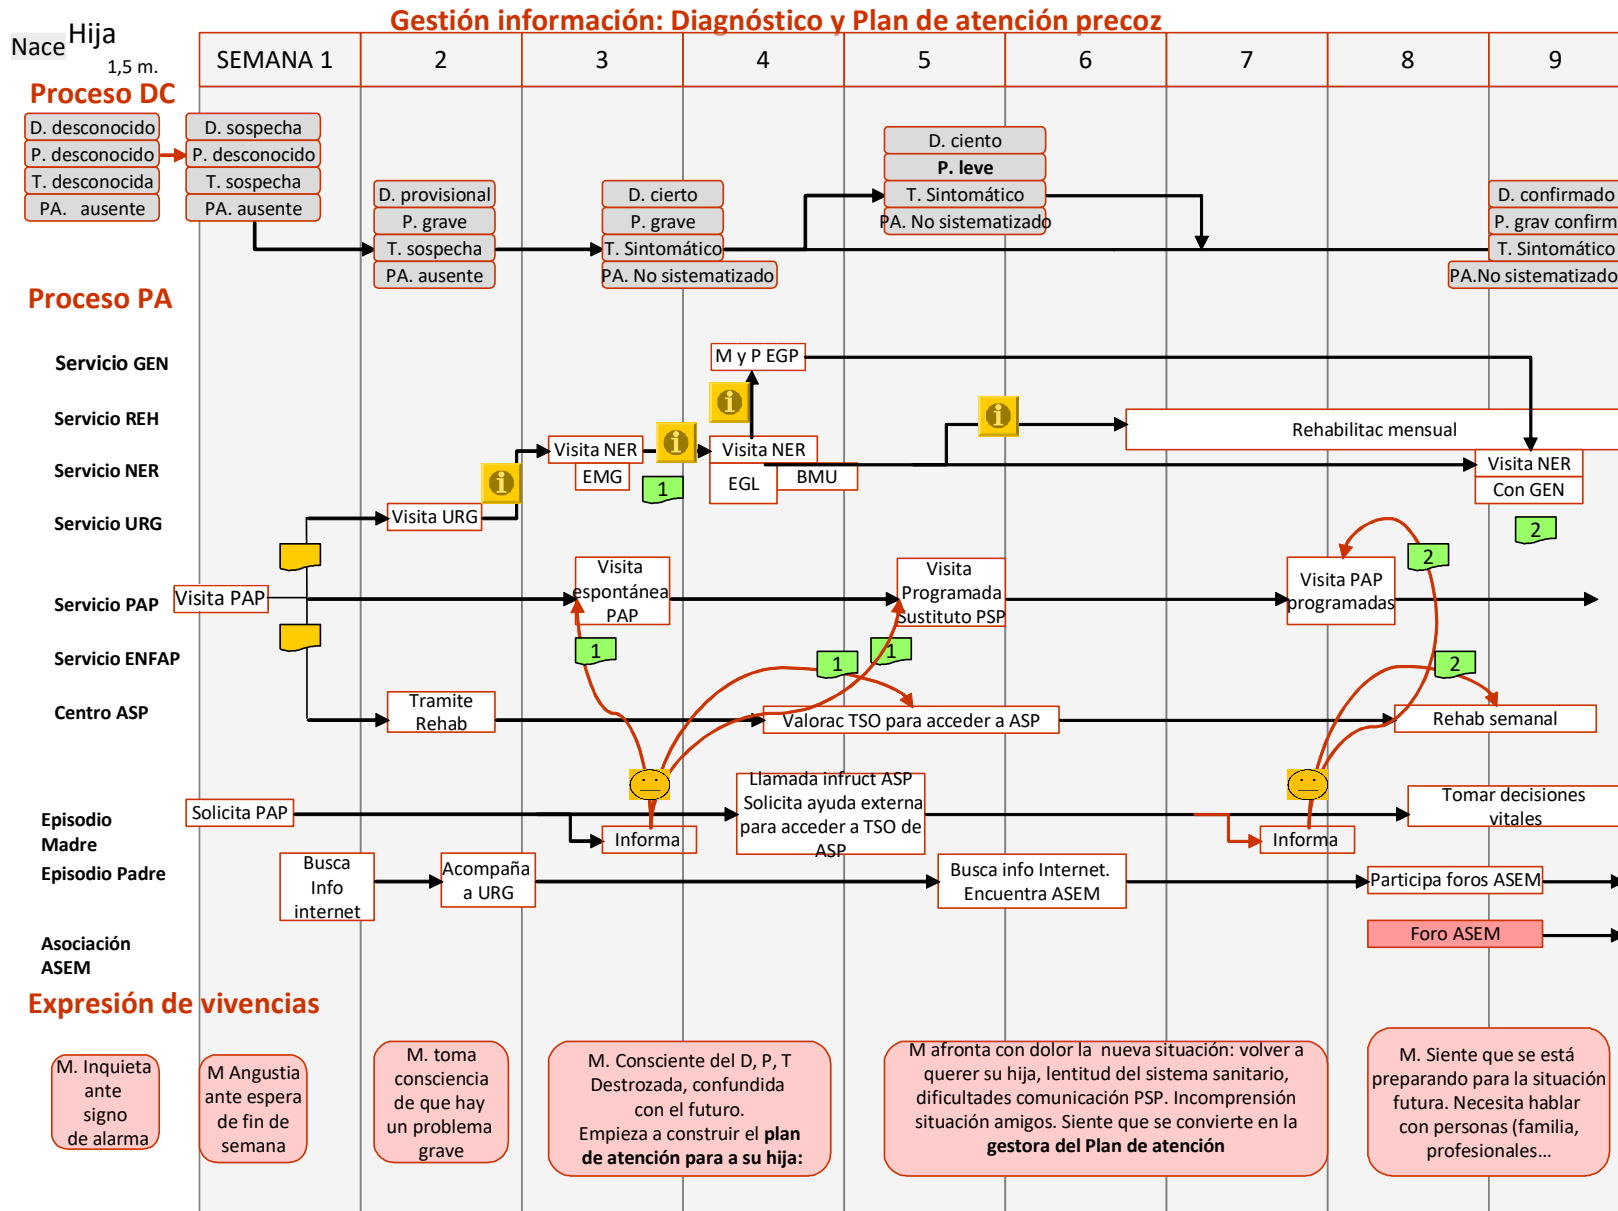 Gestión información: Diagnóstico y Plan de atención precoz
Nace Hija
1,5 m.
SEMANA 1
2
3
4
5
6
7
8
9
Proceso DC
D. desconocido
P. desconocido
T. desconocida
PA. ausente
D. sospecha
P. desconocido
T. sospecha
PA. ausente
D. provisional
P. grave
T. sospecha
PA. ausente
D. cierto
P. grave
T. Sintomático
PA. No sistematizado
D. ciento
P. leve
T. Sintomático
PA. No sistematizado
D. confirmado
P. grav confirm
T. Sintomático
PA.No sistematizado
Proceso PA
Servicio GEN
M y P EGP
Servicio REH
Rehabilitac mensual
Servicio NER
Visita NER
EMG
1
Visita NER
EGL
BMU
Visita NER
Con GEN
2
Servicio URG
Visita URG
Servicio PAP
Visita PAP
Visita
espontánea
PAP
Visita
Programada
Sustituto PSP
Visita PAP
programadas
2
Servicio ENFAP
1
1
1
2
Centro ASP
Tramite
Rehab
Valorac TSO para acceder a ASP
Rehab semanal
Episodio
Madre
Solicita PAP
Informa
Llamada infruct ASP
Solicita ayuda externa
para acceder a TSO de
ASP
Informa
Tomar decisiones
vitales
Episodio Padre
Busca
Info
internet
Acompaña
a URG
Busca info Internet.
Encuentra ASEM
Participa foros ASEM
Asociación
ASEM
Foro ASEM
Expresión de vivencias
M. Inquieta
ante
signo
de alarma
M Angustia
ante espera
de fin de
semana
M. toma
consciencia
de que hay
un problema
grave
M. Consciente del D, P, T
Destrozada, confundida
con el futuro.
Empieza a construir el plan
de atención para a su hija:
M afronta con dolor la nueva situación: volver a
querer su hija, lentitud del sistema sanitario,
dificultades comunicación PSP. Incomprensión
situación amigos. Siente que se convierte en la
gestora del Plan de atención
M. Siente que se está
preparando para la situación
futura. Necesita hablar
con personas (familia,
profesionales...